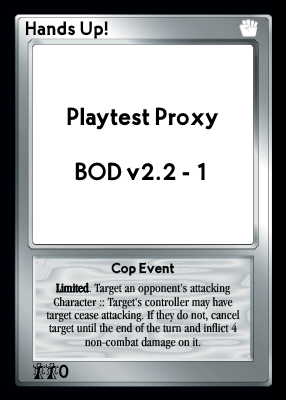 Hands Up!
Playtest Proxy
BOD v2.2 - 1
Cop Event
Limited. Target an opponent's attacking
Character :: Target's controller may have
target cease attacking. If they do not, cancel
target until the end of the turn and inflict 4
non-combat damage on it.
0